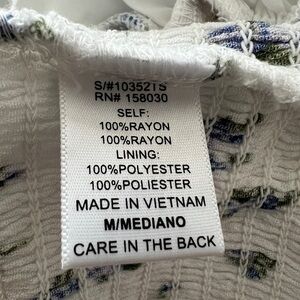 S/#10352TS
RN# 158030
SELF:
100%RAYON
100%RAYON
LINING:
100%POLYESTER
100%POLIESTER
MADE IN VIETNAM
M/MEDIANO
CARE IN THE BACK